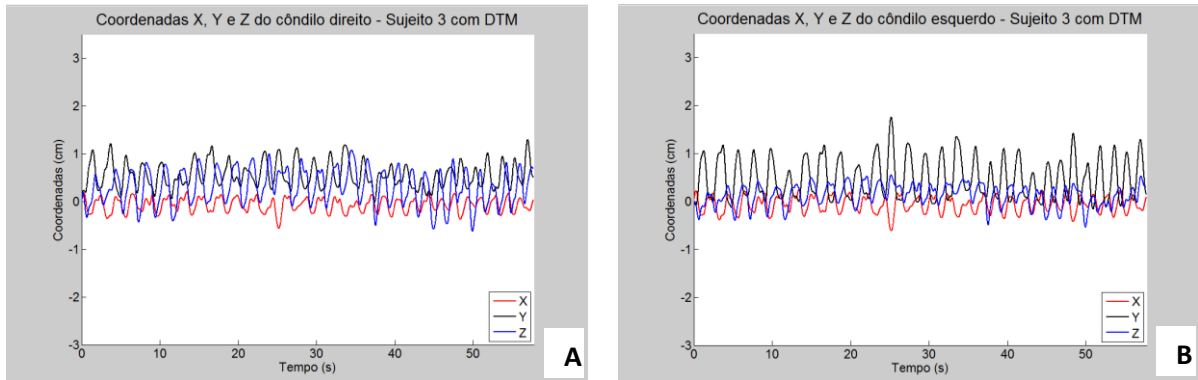 Coordenadas X, Y e Z do côndilo direito - Sujeito 3 com DTM
Coordenadas (cm)
3
2
1
0
-1
-2
-3
0 10 20 30 40 50
Tempo (s)
X
Y
Z
A
Coordenadas X, Y e Z do côndilo esquerdo - Sujeito 3 com DTM
Coordenadas (cm)
3
2
1
0
-1
-2
-3
0 10 20 30 40 50
Tempo (s)
X
Y
Z
B